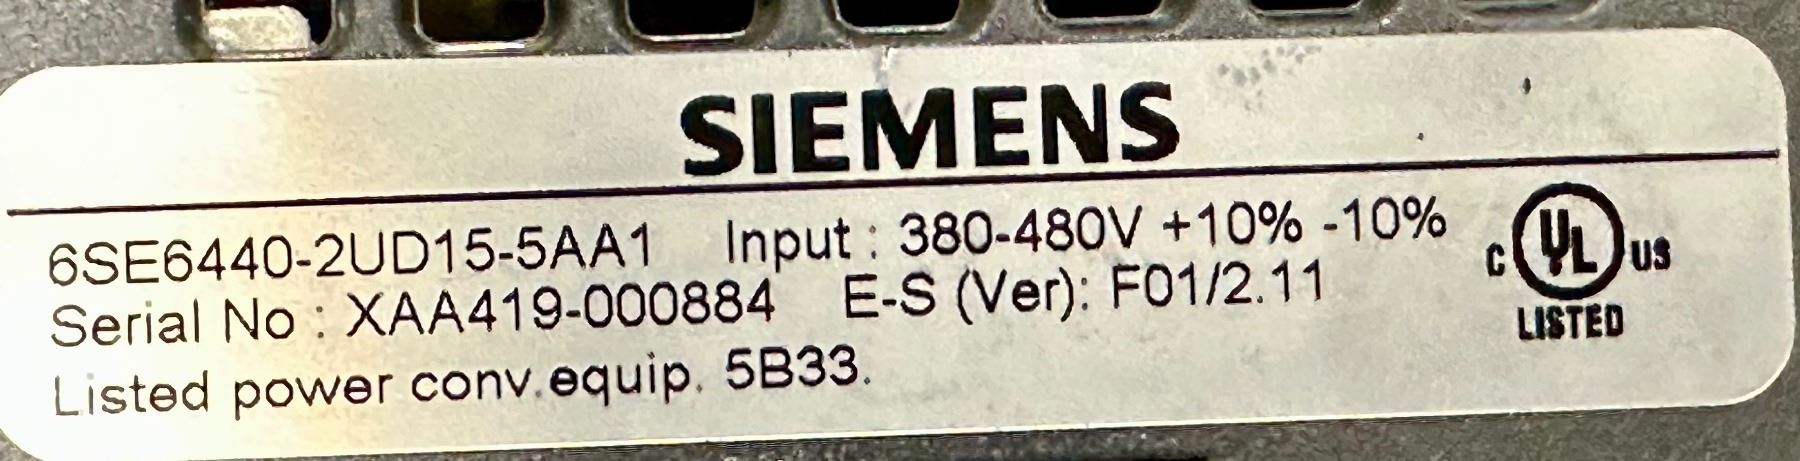 SIEMENS
6SE6440-2UD15-5AA1 Input : 380-480V +10% -10%
Serial No : XAA419-000884 E-S (Ver): F01/2.11
Listed power conv.equip. 5B33.
C UL US
LISTED